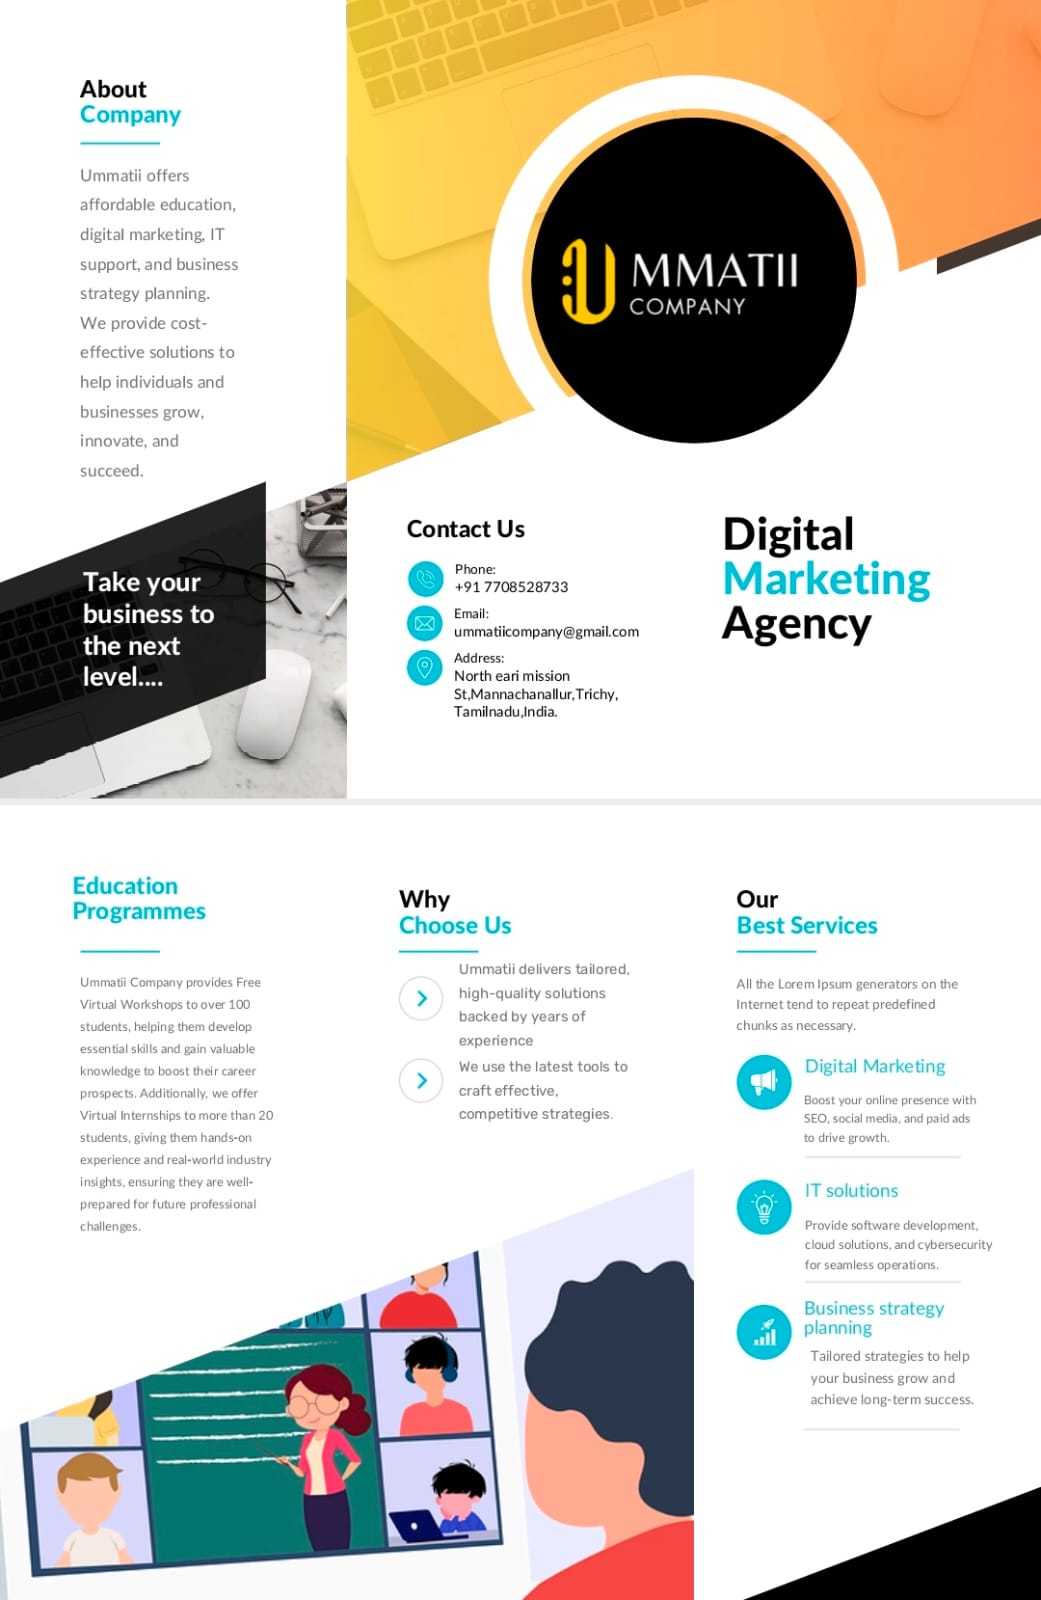 About
Company
Ummatii offers
affordable education,
digital marketing, IT
support, and business
strategy planning.
We provide cost-
effective solutions to
help individuals and
businesses grow,
innovate, and
succeed.
Take your
business to
the next
level....
MMATII
COMPANY
Contact Us
Phone:
+91 7708528733
Email:
ummatiicompany@gmail.com
Address:
North eari mission
St,Mannachanallur,Trichy,
Tamilnadu,India.
Digital
Marketing
Agency
Education
Programmes
Ummatii Company provides Free
Virtual Workshops to over 100
students, helping them develop
essential skills and gain valuable
knowledge to boost their career
prospects. Additionally, we offer
Virtual Internships to more than 20
students, giving them hands-on
experience and real-world industry
insights, ensuring they are well-
prepared for future professional
challenges.
Why
Choose Us
Ummatii delivers tailored,
high-quality solutions
backed by years of
experience
We use the latest tools to
craft effective,
competitive strategies.
Our
Best Services
All the Lorem Ipsum generators on the
Internet tend to repeat predefined
chunks as necessary.
Digital Marketing
Boost your online presence with
SEO, social media, and paid ads
to drive growth.
IT solutions
Provide software development,
cloud solutions, and cybersecurity
for seamless operations.
Business strategy
planning
Tailored strategies to help
your business grow and
achieve long-term success.